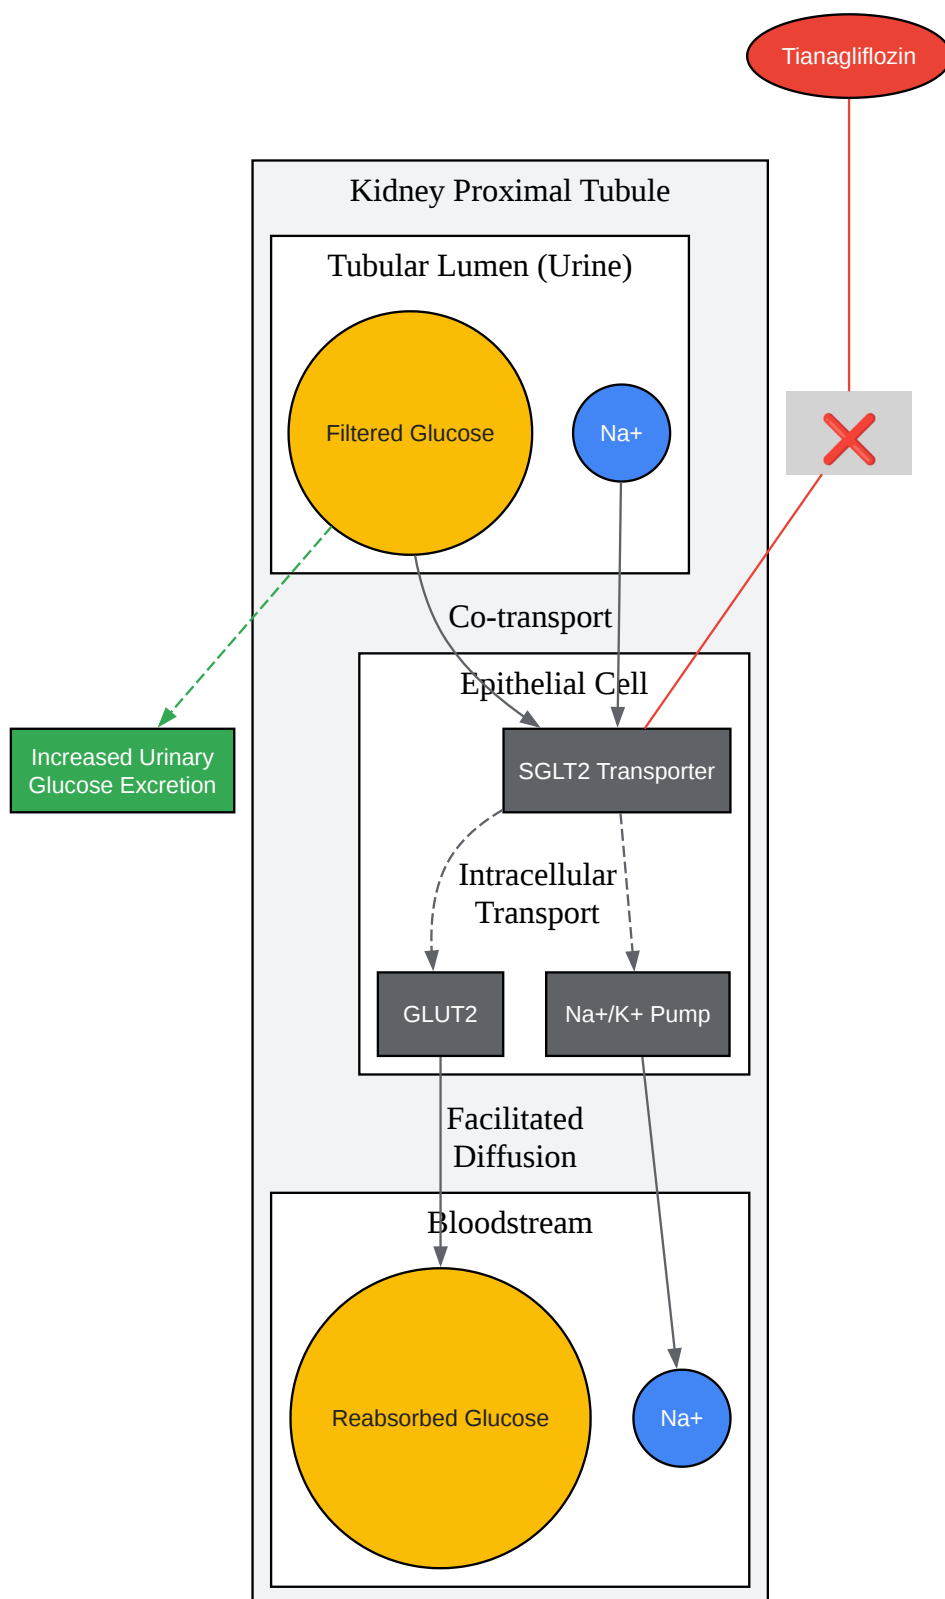 Tianagliflozin
Kidney Proximal Tubule
Tubular Lumen (Urine)
Filtered Glucose
Na+
Co-transport
Epithelial Cell
Increased Urinary
Glucose Excretion
SGLT2 Transporter
Intracellular
Transport
GLUT2
Na+/K+ Pump
Facilitated
Diffusion
Bloodstream
Reabsorbed Glucose
Na+